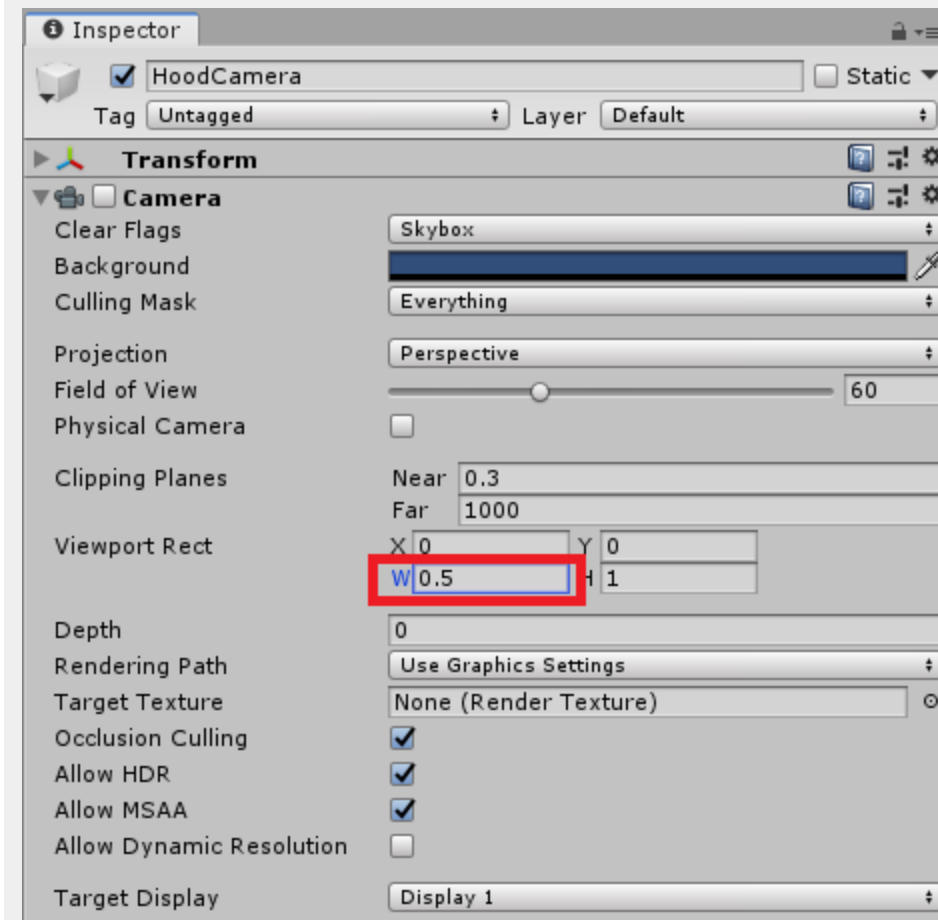 Inspector
HoodCamera Static
Tag Untagged Layer Default
Transform
Camera
Clear Flags Skybox
Background
Culling Mask Everything
Projection Perspective
Field of View 60
Physical Camera
Clipping Planes Near 0.3
Far 1000
Viewport Rect X 0 Y 0
W 0.5 H 1
Depth 0
Rendering Path Use Graphics Settings
Target Texture None (Render Texture)
Occlusion Culling
Allow HDR
Allow MSAA
Allow Dynamic Resolution
Target Display Display 1